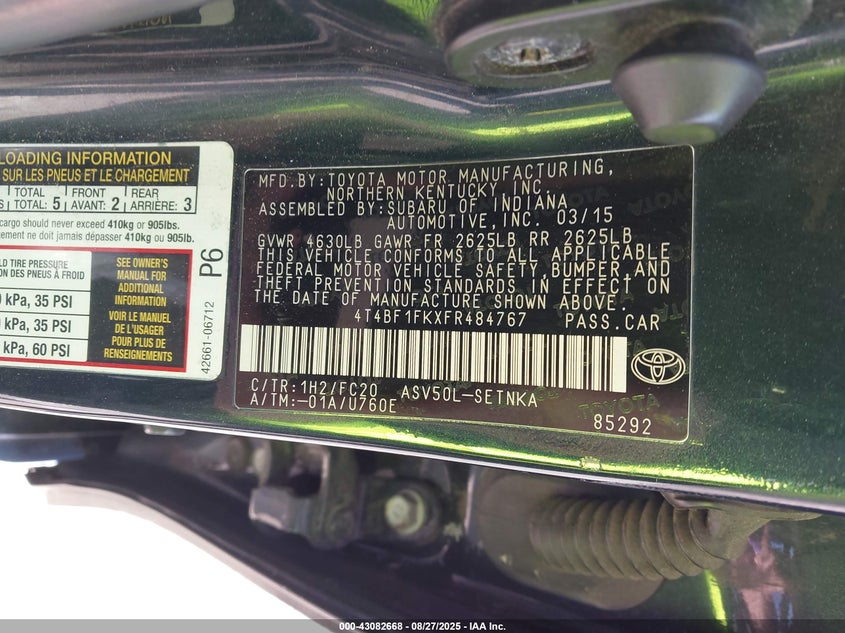 LOADING INFORMATION
SUR LES PNEUS ET LE CHARGEMENT
TOTAL
TOTAL: 5
FRONT
AVANT: 2
REAR
ARRIÈRE: 3
cargo should never exceed 410kg or 905lbs.
ne doit jamais dépasser 410kg or 905lb.
TIRE PRESSURE
DES PNEUS À FROID
kPa, 35 PSI
kPa, 35 PSI
kPa, 60 PSI
SEE OWNER'S
MANUAL FOR
ADDITIONAL
INFORMATION
VOIR LE MANUEL
DE L'USAGER
POUR PLUS DE
RENSEIGNEMENTS
P6
42661-06712
MFD.BY:TOYOTA MOTOR MANUFACTURING,
NORTHERN KENTUCKY, INC.
ASSEMBLED BY:SUBARU OF INDIANA
AUTOMOTIVE, INC. 03/15
GVWR 4630LB GAWR FR 2625LB RR 2625LB
THIS VEHICLE CONFORMS TO ALL APPLICABLE
FEDERAL MOTOR VEHICLE SAFETY, BUMPER, AND
THEFT PREVENTION STANDARDS IN EFFECT ON
THE DATE OF MANUFACTURE SHOWN ABOVE.
4T4BF1FKXFR484767 PASS.CAR
C/TR:1H2/FC20 ASV50L-SETNKA
A/TM:-01A/U760E
85292
000-43082668 - 08/27/2025 - IAA Inc.